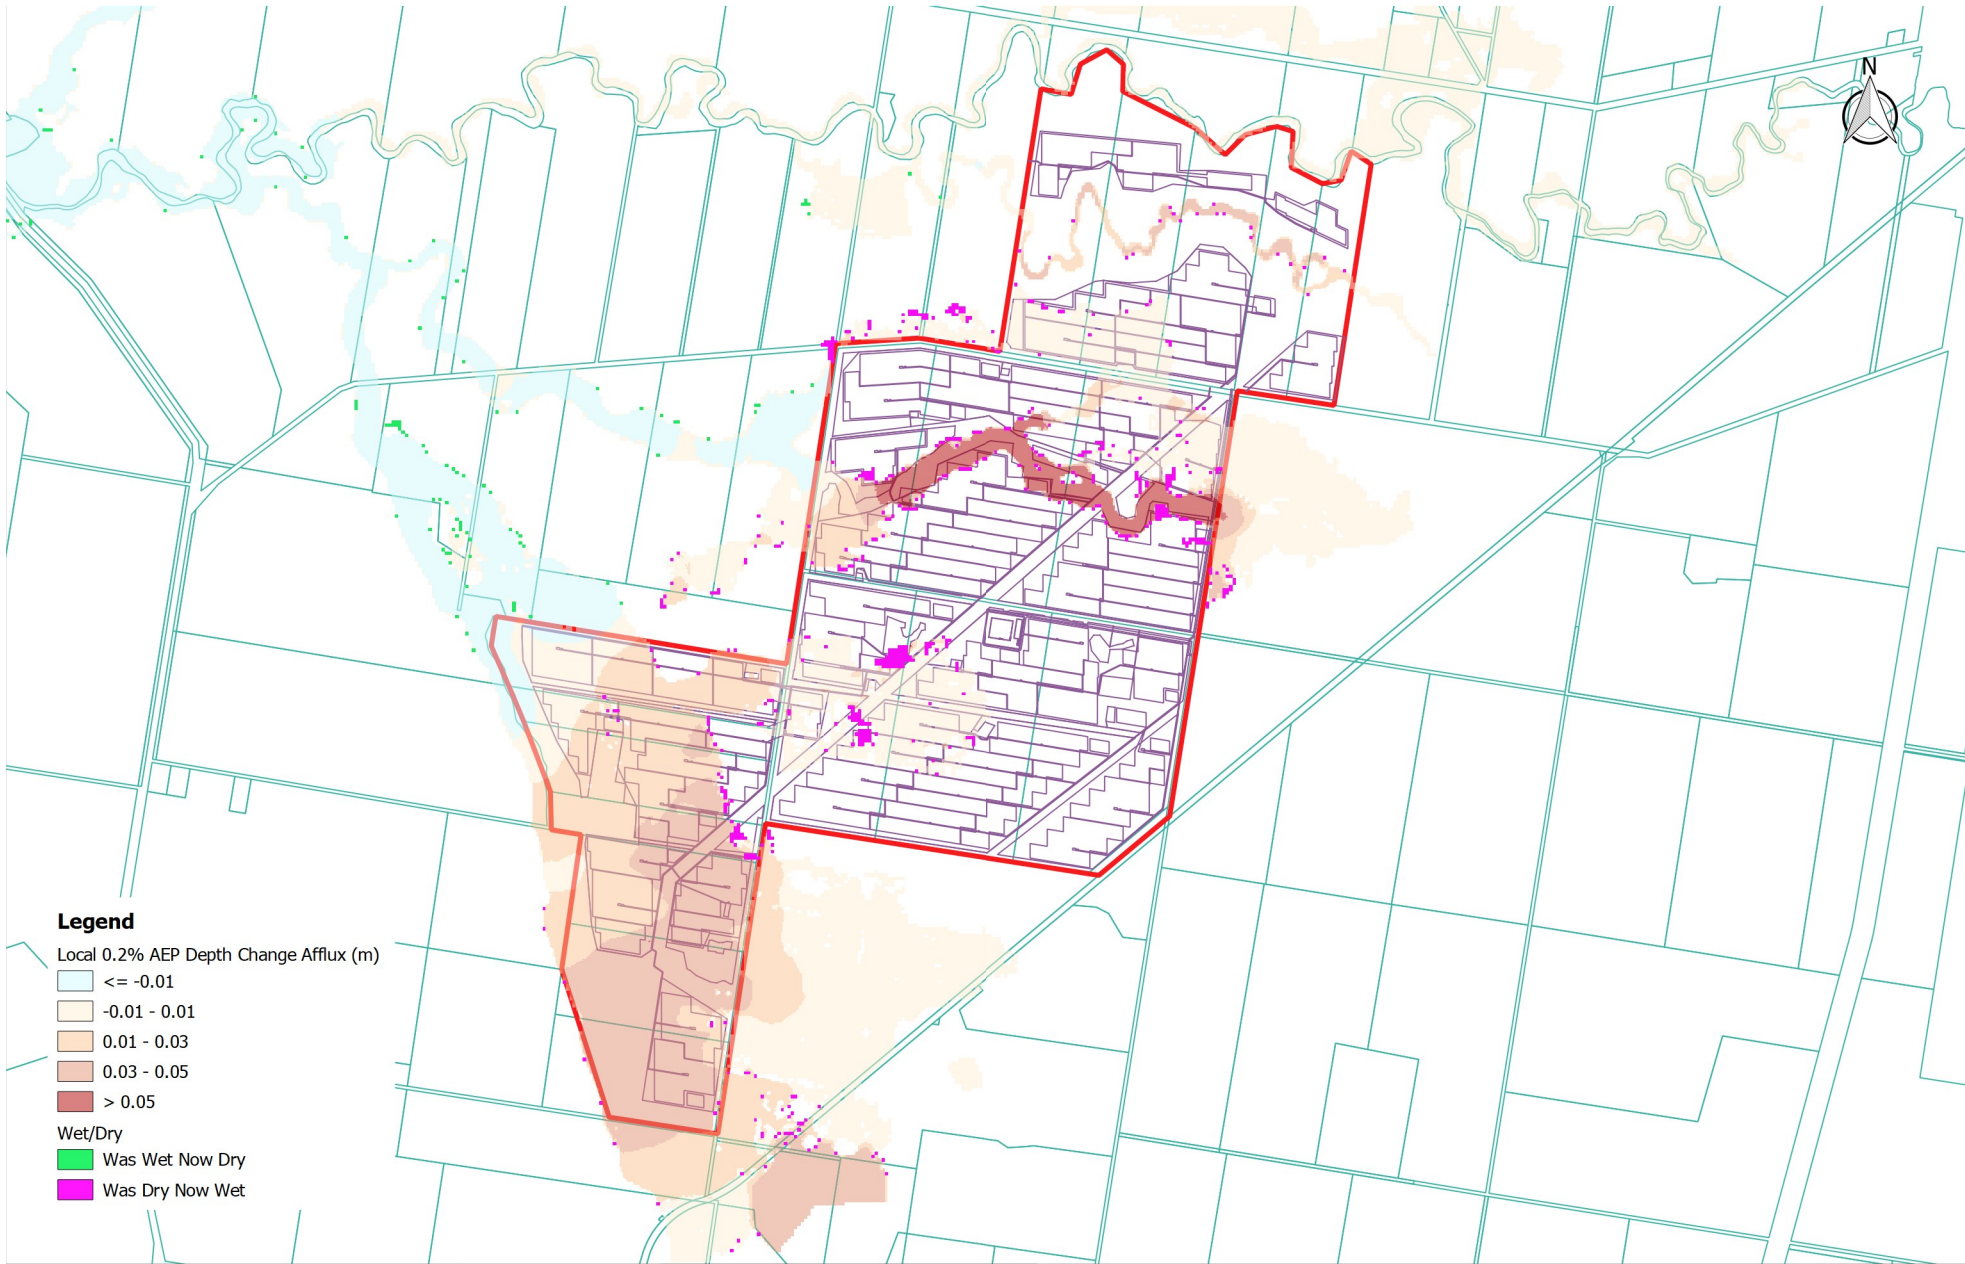 N
Legend
Local 0.2% AEP Depth Change Afflux (m)
<= -0.01
-0.01 - 0.01
0.01 - 0.03
0.03 - 0.05
> 0.05
Wet/Dry
Was Wet Now Dry
Was Dry Now Wet